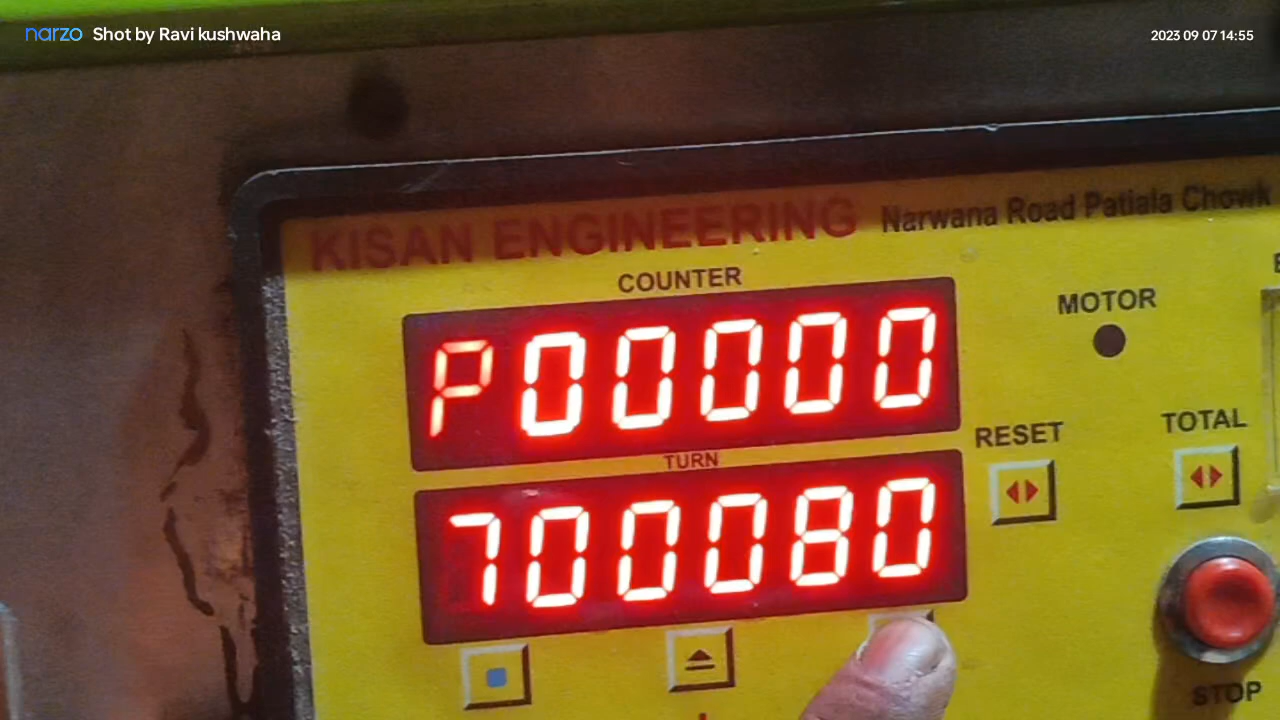 narzo Shot by Ravi kushwaha
2023 09 07 14:55
KISAN ENGINEERING Narwana Road Patiala Chowk
COUNTER
P00000
MOTOR
RESET
TOTAL
TURN
700080
STOP